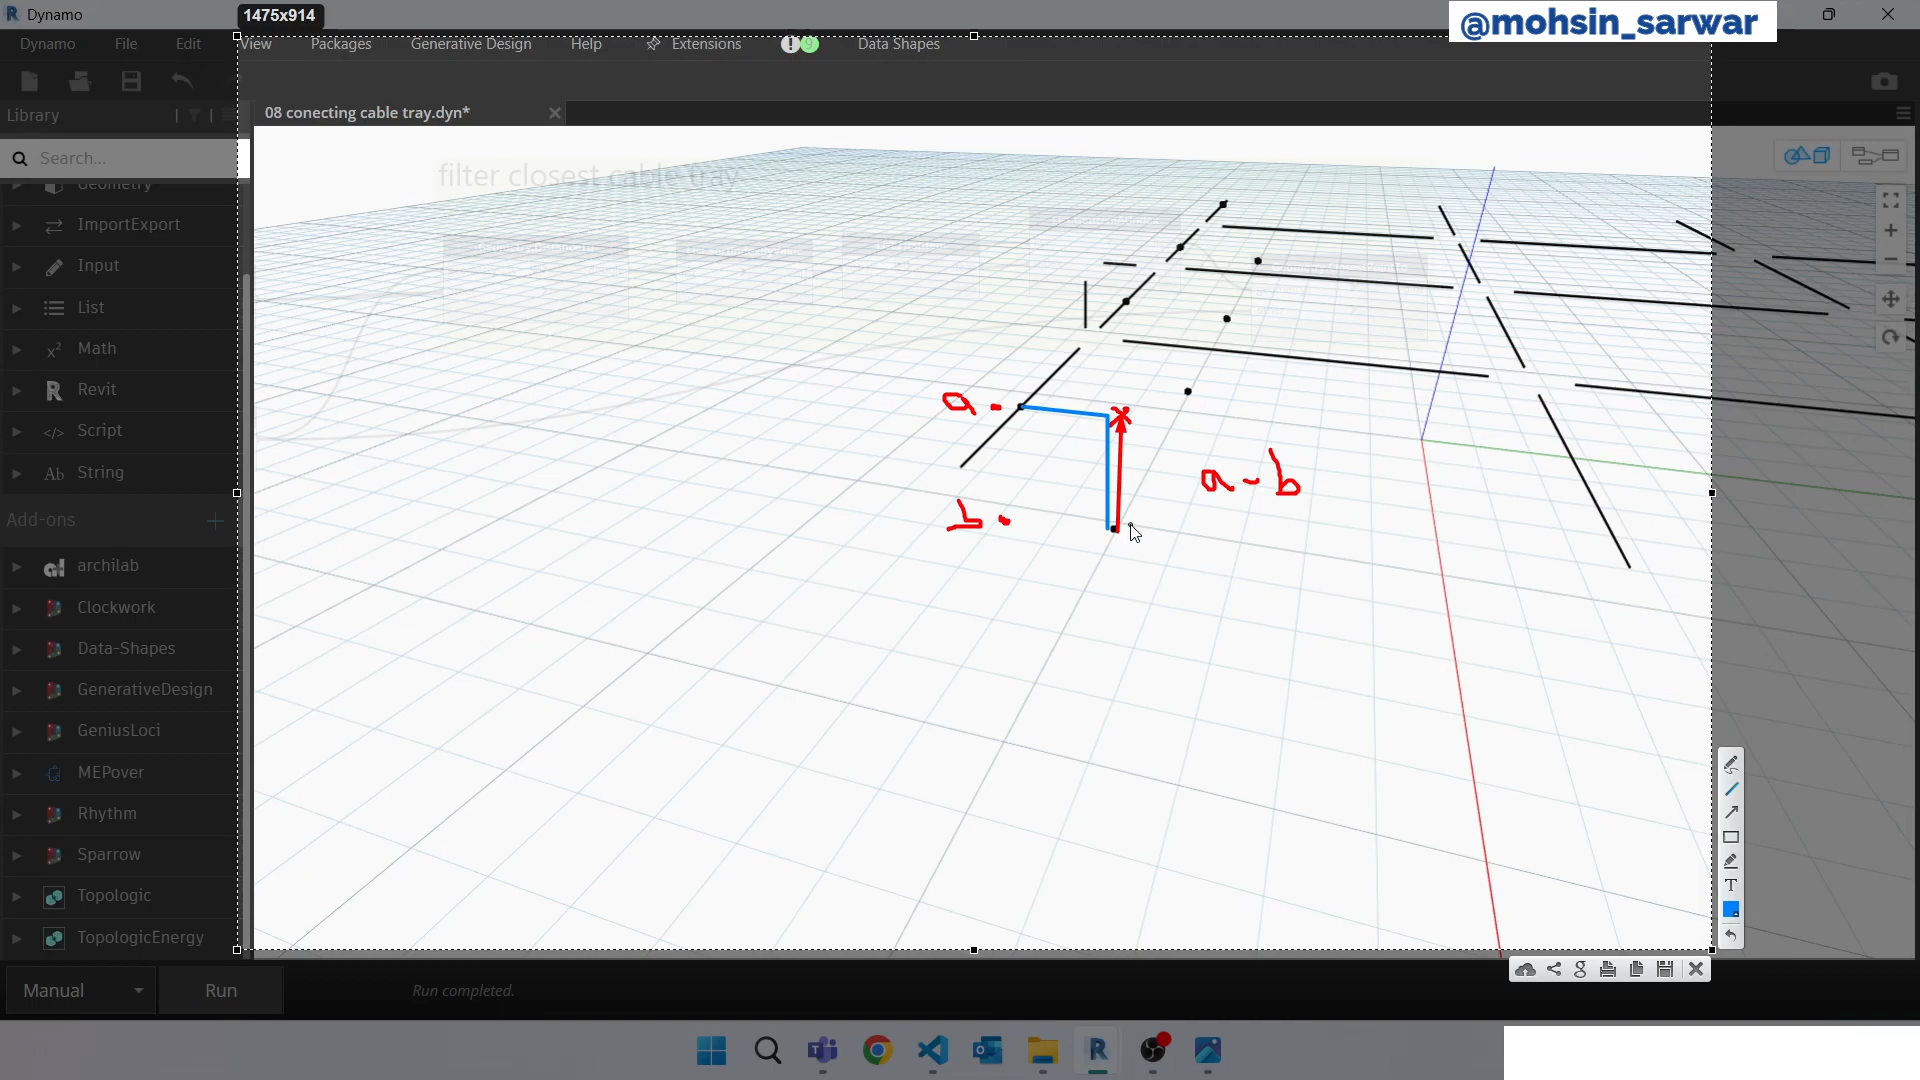 Dynamo
1475x914
@mohsin_sarwar
Dynamo File Edit View Packages Generative Design Help Extensions Data Shapes
Library
08 conecting cable tray.dyn*
Search...
filter closest cable tray
Geometry
ImportExport
Input
List
Math
Revit
Script
String
Add-ons
archilab
Clockwork
Data-Shapes
GenerativeDesign
GeniusLoci
MEPover
Rhythm
Sparrow
Topologic
TopologicEnergy
a
b
a - b
Manual
Run
Run completed.